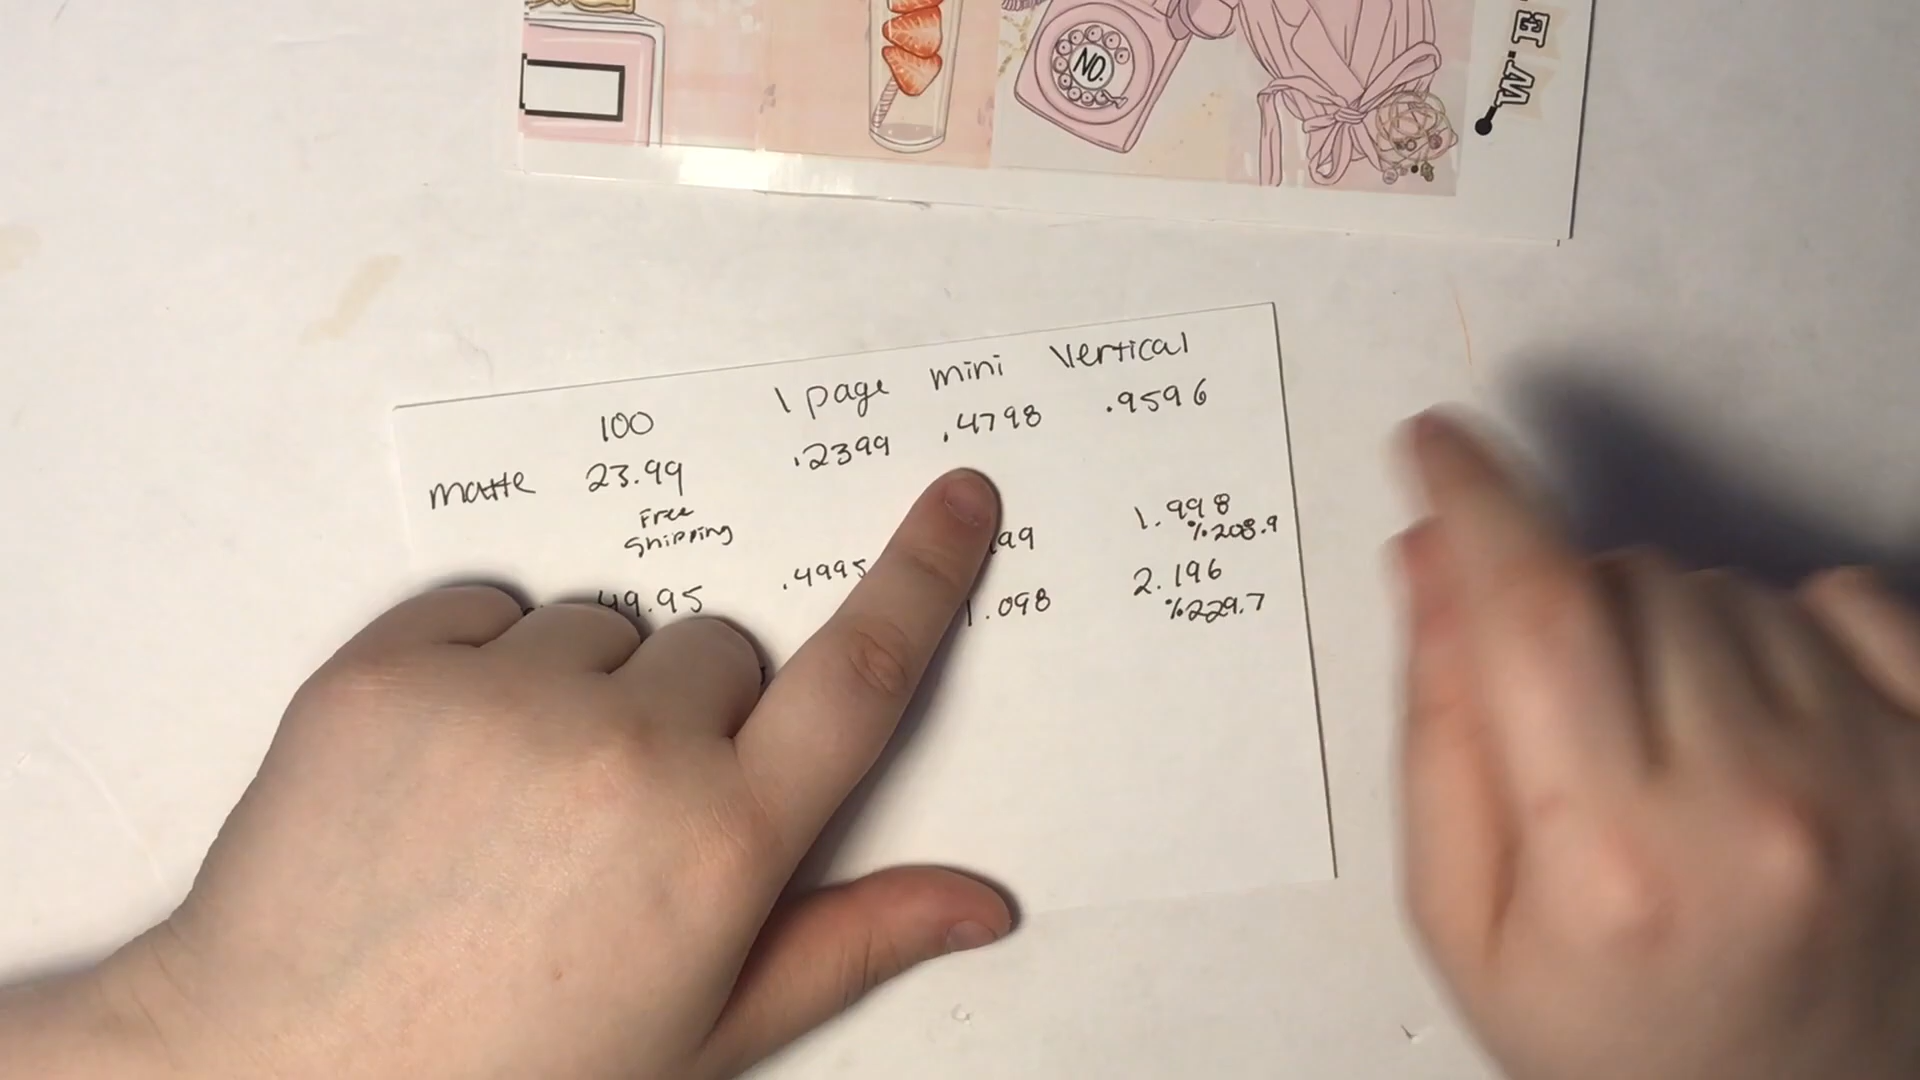 NO.
WE
100 1 page mini vertical
matte 23.99 .2399 .4798 .9596
Free
Shipping
49.95 .4995 1.998
%208.9
1.098 2.196
%229.7